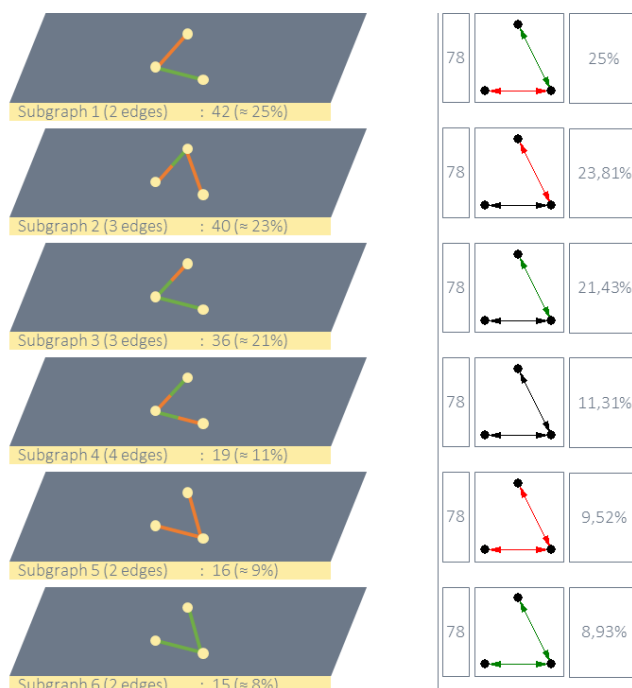 Subgraph 1 (2 edges) : 42 (≈ 25%)
78 25%
Subgraph 2 (3 edges) : 40 (≈ 23%)
78 23,81%
Subgraph 3 (3 edges) : 36 (≈ 21%)
78 21,43%
Subgraph 4 (4 edges) : 19 (≈ 11%)
78 11,31%
Subgraph 5 (2 edges) : 16 (≈ 9%)
78 9,52%
Subgraph 6 (2 edges) : 15 (≈ 8%)
78 8,93%